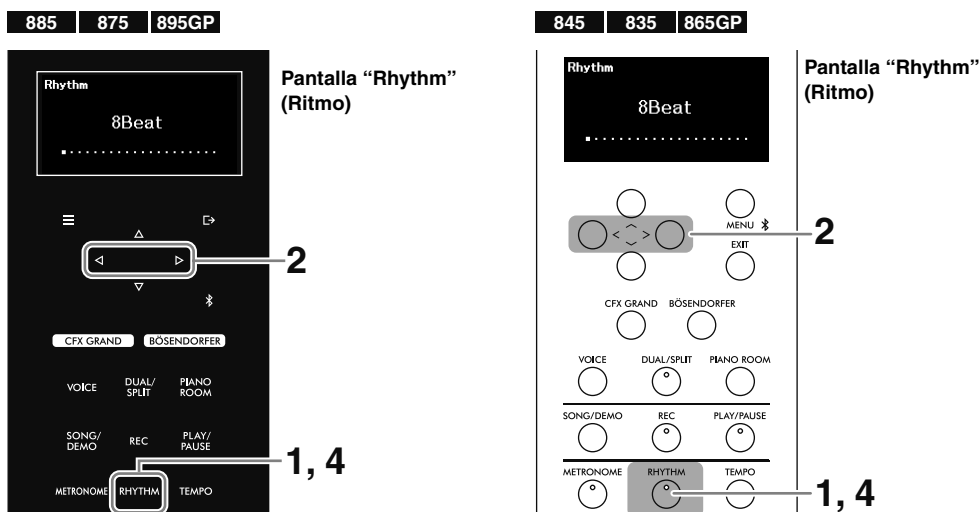 885 875 895GP
Rhythm
8Beat
Pantalla “Rhythm”
(Ritmo)
2
CFX GRAND BÖSENDORFER
VOICE DUAL/
SPLIT PIANO
ROOM
SONG/
DEMO REC PLAY/
PAUSE
METRONOME RHYTHM TEMPO
1, 4
845 835 865GP
Rhythm
8Beat
Pantalla “Rhythm”
(Ritmo)
MENU
EXIT
2
CFX GRAND BÖSENDORFER
VOICE DUAL/SPLIT PIANO ROOM
SONG/DEMO REC PLAY/PAUSE
METRONOME RHYTHM TEMPO
1, 4